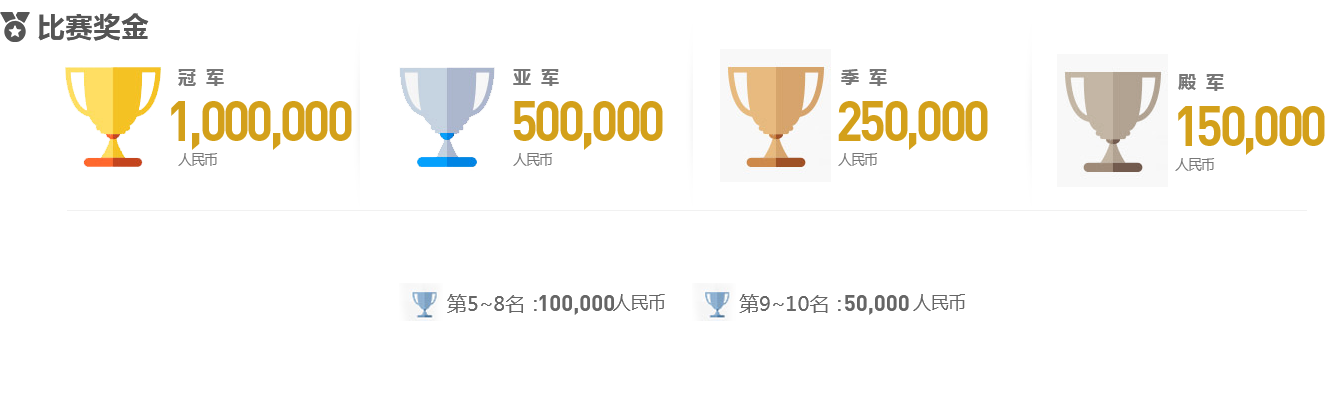 比赛奖金
冠 军
1,000,000
人民币
亚 军
500,000
人民币
季 军
250,000
人民币
殿 军
150,000
人民币
第5~8名 :100,000人民币
第9~10名 :50,000 人民币